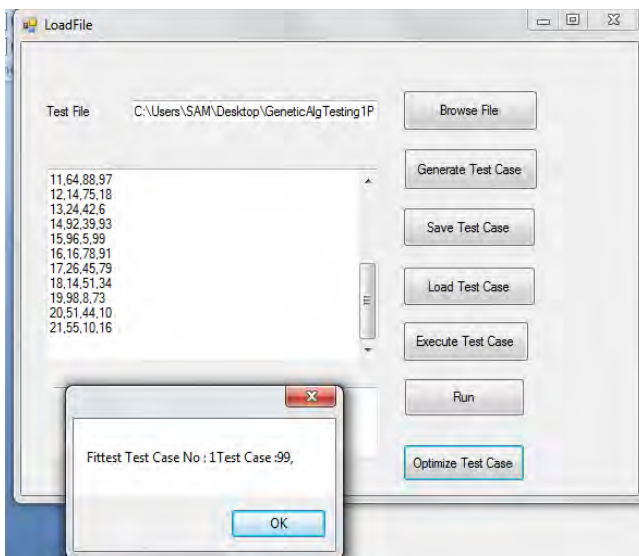 LoadFile
Test File
C:\Users\SAM\Desktop\GeneticAlgTesting1P
Browse File
Generate Test Case
Save Test Case
Load Test Case
Execute Test Case
Run
Optimize Test Case
11,64,88,97
12,14,75,18
13,24,42,6
14,92,39,93
15,96,5,99
16,16,78,91
17,26,45,79
18,14,51,34
19,98,8,73
20,51,44,10
21,55,10,16
Fittest Test Case No : 1Test Case :99,
OK